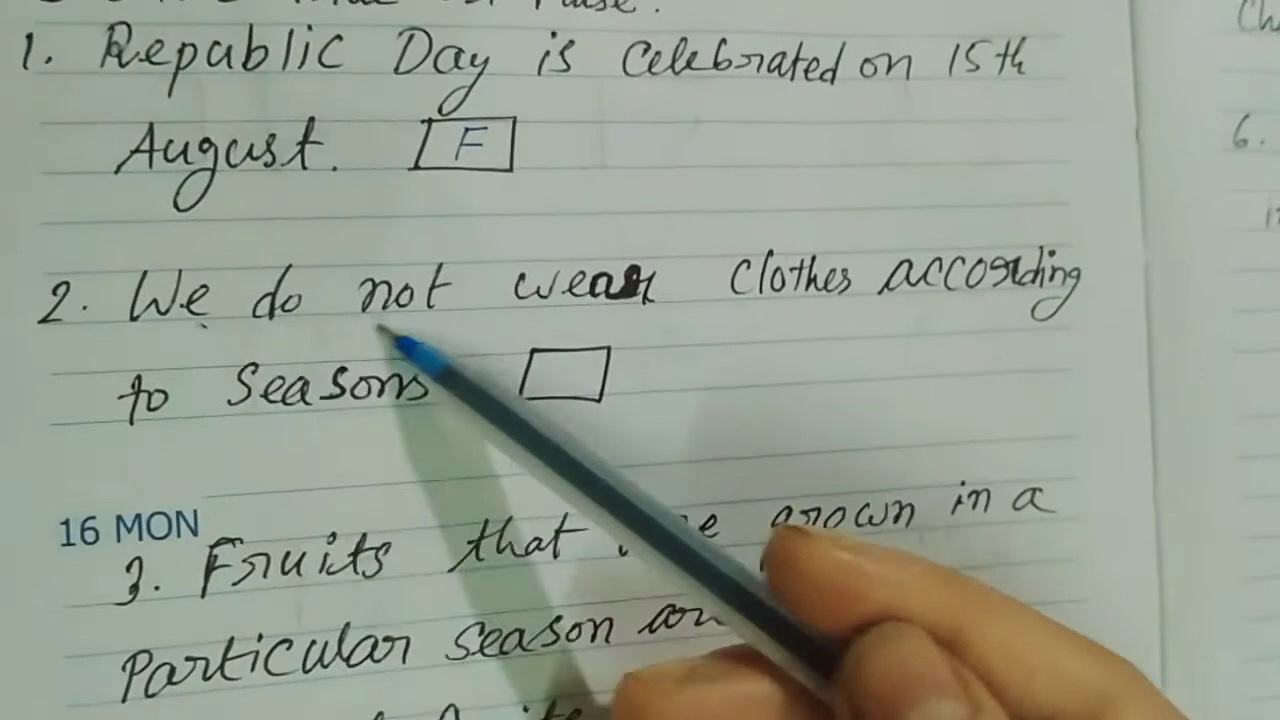 1. Republic Day is celebrated on 15th
August. F
2. We do not wear clothes according
to Seasons
16 MON
3. Fruits that grown in a
Particular season
6.